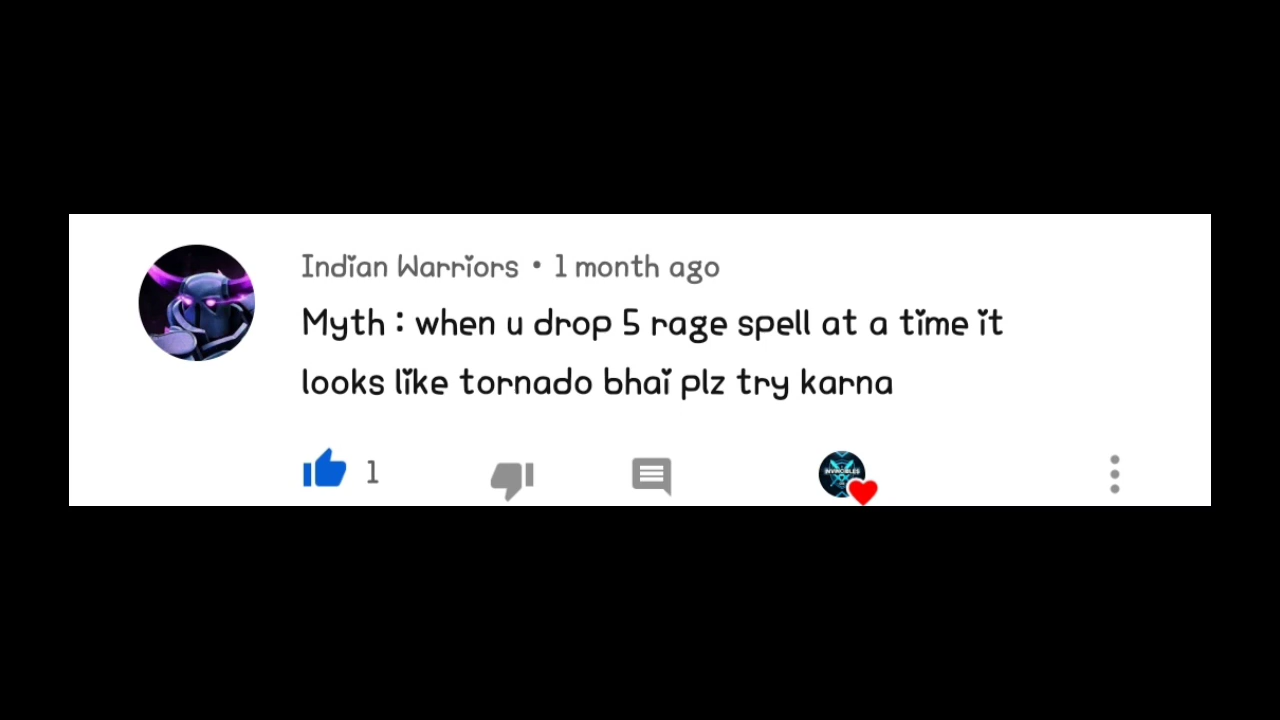 Indian Warriors • 1 month ago
Myth : when u drop 5 rage spell at a time it
looks like tornado bhai plz try karna
1
INVINCIBLES